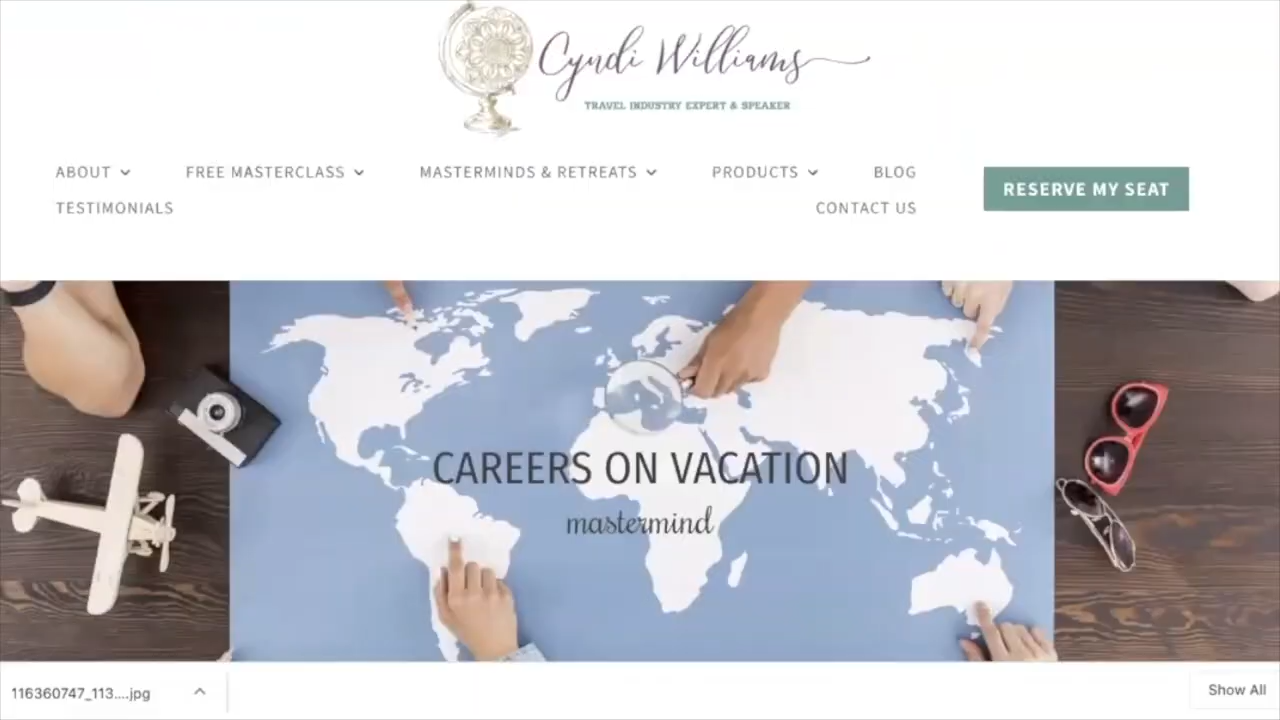 Cyndi Williams
TRAVEL INDUSTRY EXPERT & SPEAKER
ABOUT FREE MASTERCLASS MASTERMINDS & RETREATS PRODUCTS BLOG
TESTIMONIALS CONTACT US
RESERVE MY SEAT
CAREERS ON VACATION
mastermind
116360747_113....jpg Show All